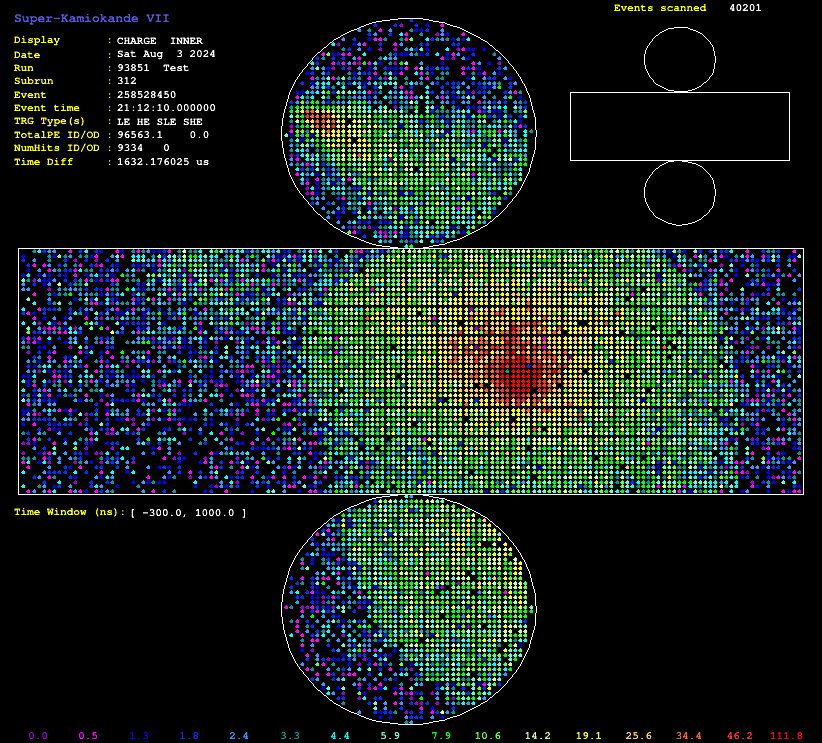 Super-Kamiokande VII
Events scanned 40201
Display : CHARGE INNER
Date : Sat Aug 3 2024
Run : 93851 Test
Subrun : 312
Event : 258528450
Event time : 21:12:10.000000
TRG Type(s) : LE HE SLE SHE
TotalPE ID/OD : 96563.1 0.0
NumHits ID/OD : 9334 0
Time Diff : 1632.176025 us
Time Window (ns): [ -300.0, 1000.0 ]
0.0 0.5 1.3 1.8 2.4 3.3 4.4 5.9 7.9 10.6 14.2 19.1 25.6 34.4 46.2 111.8